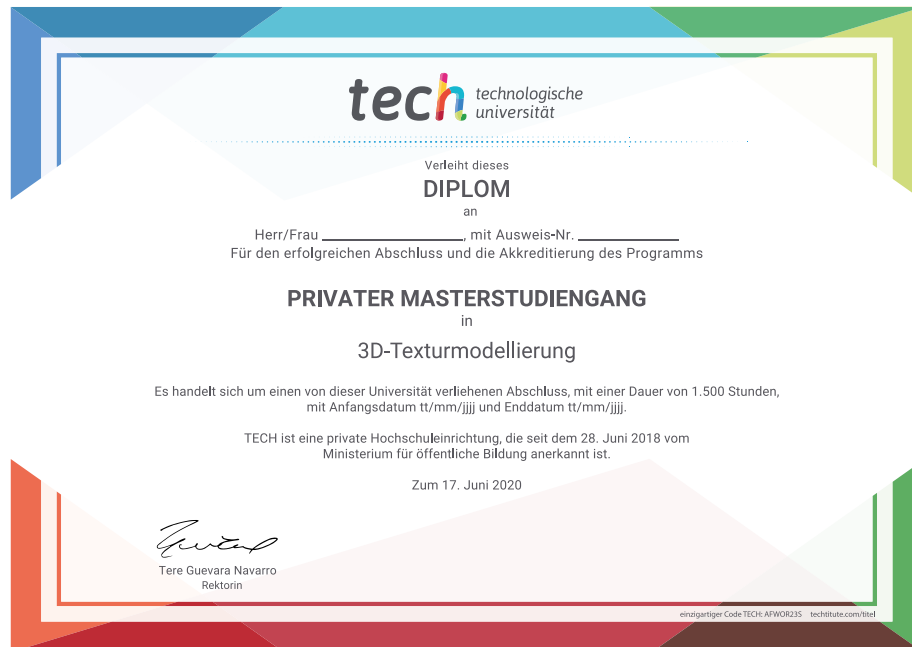 tech technologische
universität
Verleiht dieses
DIPLOM
an
Herr/Frau ____________________, mit Ausweis-Nr. ______________
Für den erfolgreichen Abschluss und die Akkreditierung des Programms
PRIVATER MASTERSTUDIENGANG
in
3D-Texturmodellierung
Es handelt sich um einen von dieser Universität verliehenen Abschluss, mit einer Dauer von 1.500 Stunden,
mit Anfangsdatum tt/mm/jjjj und Enddatum tt/mm/jjjj.
TECH ist eine private Hochschuleinrichtung, die seit dem 28. Juni 2018 vom
Ministerium für öffentliche Bildung anerkannt ist.
Zum 17. Juni 2020
Tere Guevara Navarro
Rektorin
einzigartiger Code TECH: AFWOR23S techtitute.com/titel